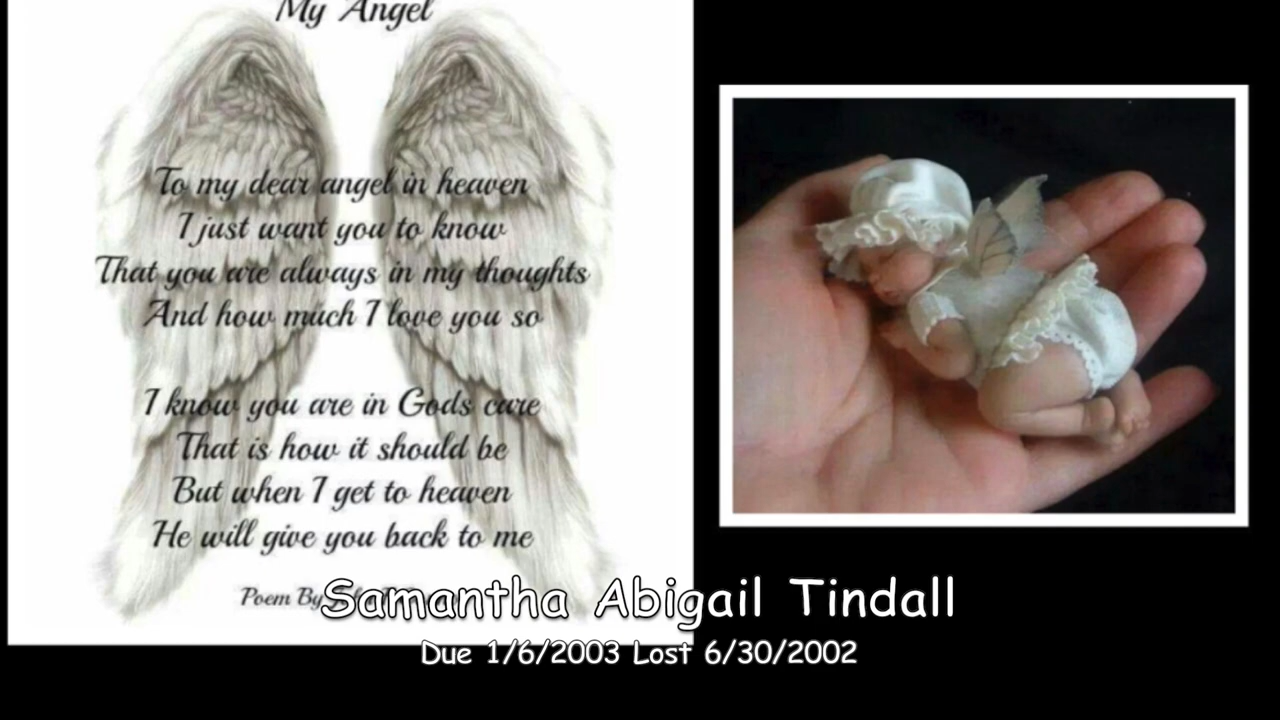 My Angel
To my dear angel in heaven
I just want you to know
That you are always in my thoughts
And how much I love you so
I know you are in Gods care
That is how it should be
But when I get to heaven
He will give you back to me
Poem By
Samantha Abigail Tindall
Due 1/6/2003 Lost 6/30/2002